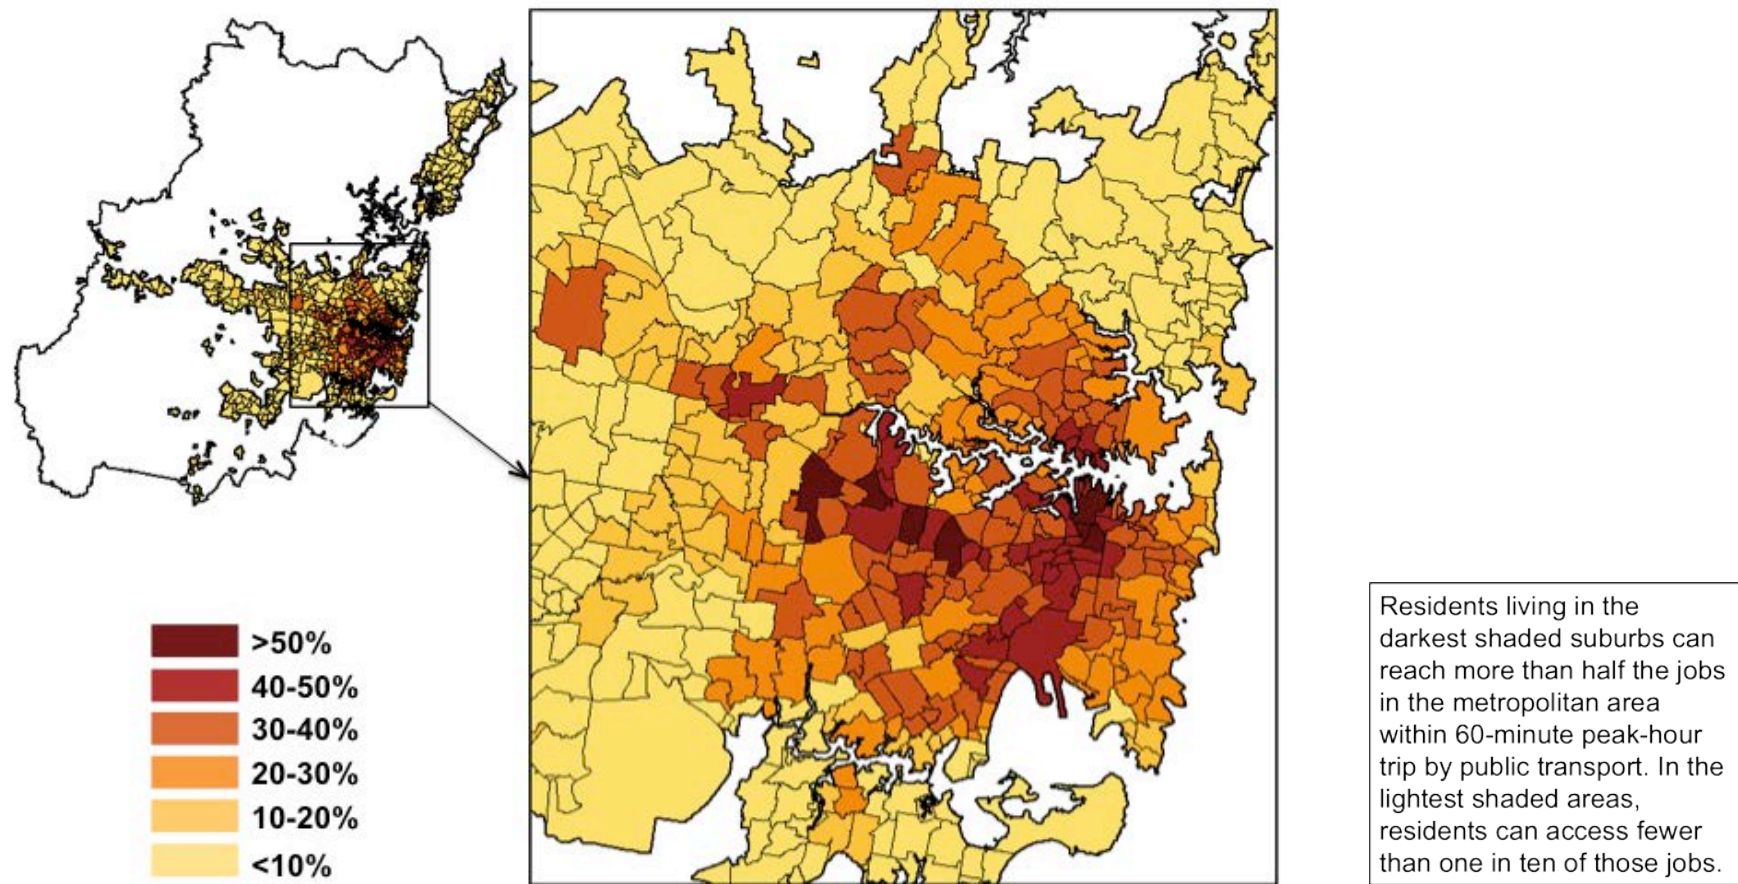 >50%
40-50%
30-40%
20-30%
10-20%
<10%
Residents living in the
darkest shaded suburbs can
reach more than half the jobs
in the metropolitan area
within 60-minute peak-hour
trip by public transport. In the
lightest shaded areas,
residents can access fewer
than one in ten of those jobs.